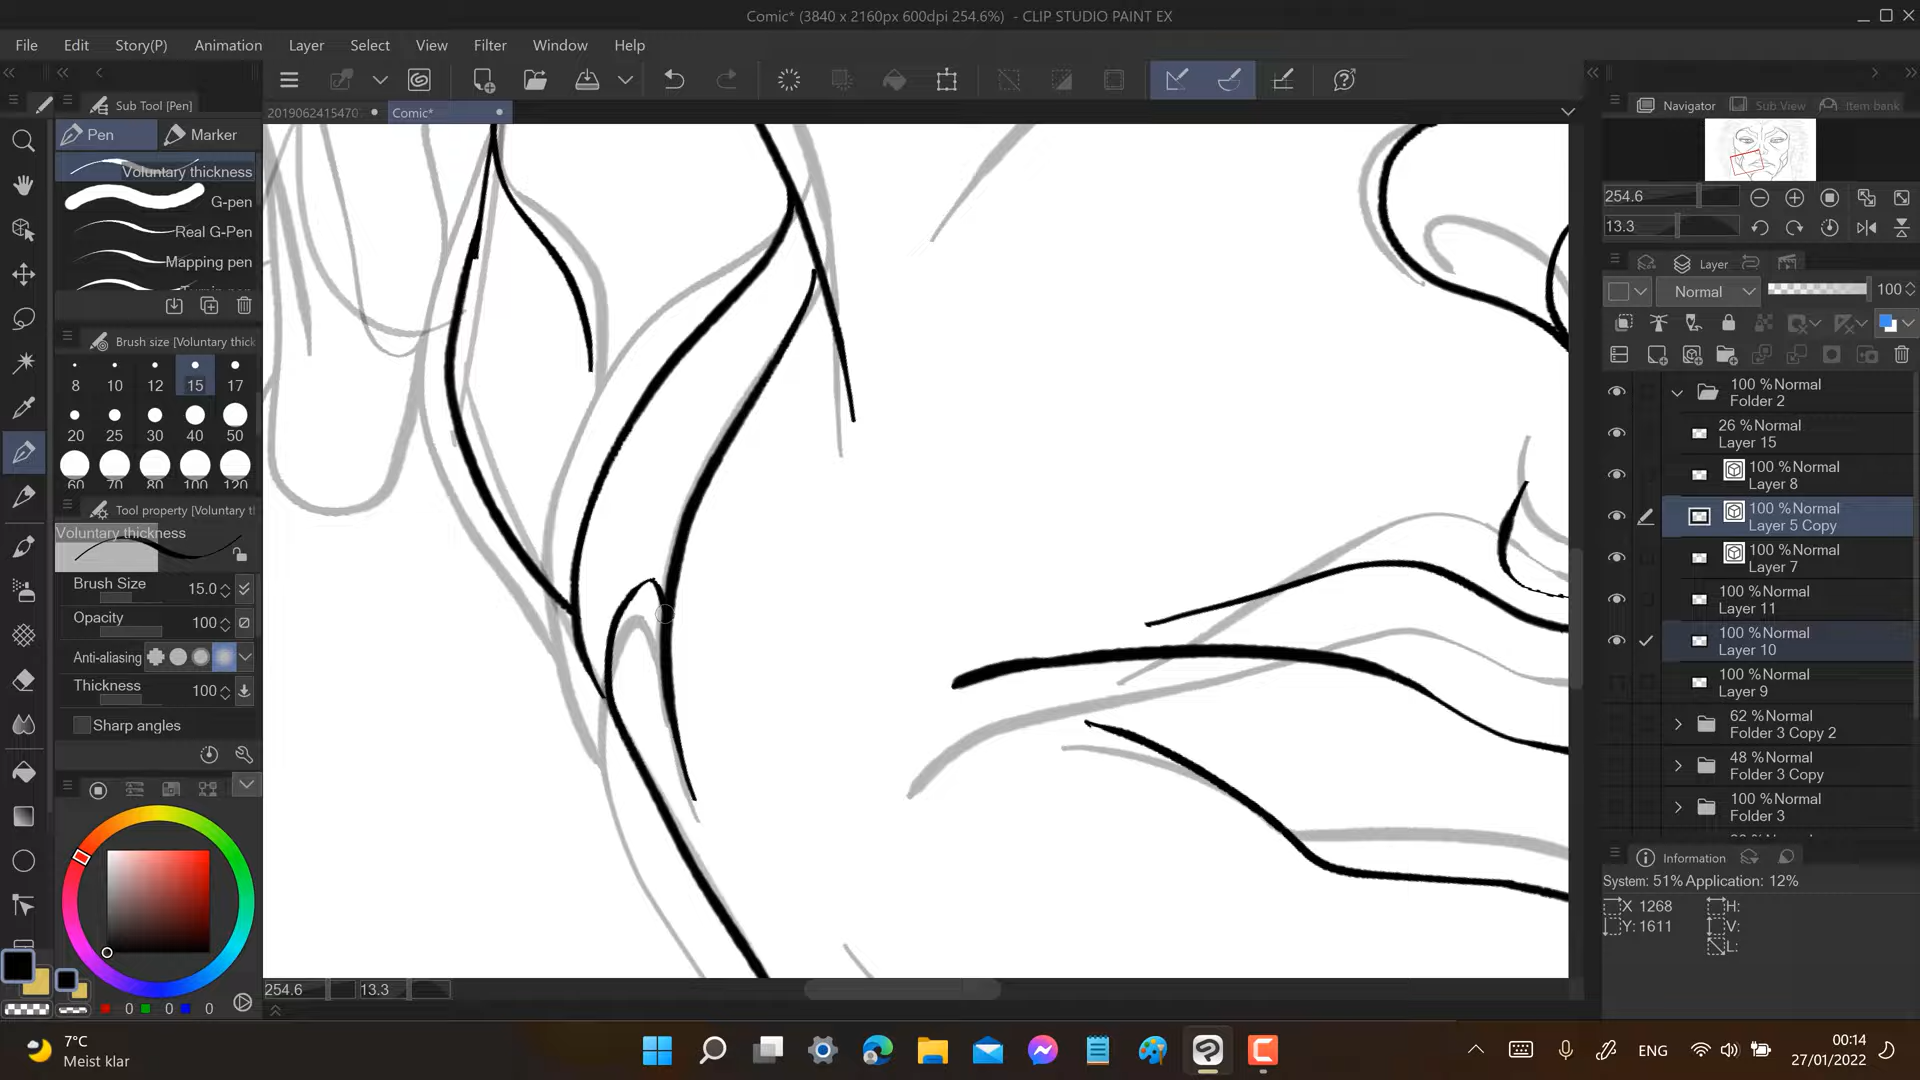 Comic* (3840 x 2160px 600dpi 254.6%) - CLIP STUDIO PAINT EX
File Edit Story(P) Animation Layer Select View Filter Window Help
Sub Tool [Pen]
20190624154707
Comic*
Pen Marker
Voluntary thickness
G-pen
Real G-Pen
Mapping pen
Brush size [Voluntary thick
8 10 12 15 17
20 25 30 40 50
60 70 80 100 120
Tool property [Voluntary t
Voluntary thickness
Brush Size 15.0
Opacity 100
Anti-aliasing
Thickness 100
Sharp angles
0 0 0
254.6 13.3
Navigator Sub View Item bank
254.6
13.3
Layer
Normal 100
100 %Normal
Folder 2
26 %Normal
Layer 15
100 %Normal
Layer 8
100 %Normal
Layer 5 Copy
100 %Normal
Layer 7
100 %Normal
Layer 11
100 %Normal
Layer 10
100 %Normal
Layer 9
62 %Normal
Folder 3 Copy 2
48 %Normal
Folder 3 Copy
100 %Normal
Folder 3
Information
System: 51% Application: 12%
X 1268 H:
Y: 1611 V:
L:
7°C
Meist klar
ENG
00:14
27/01/2022